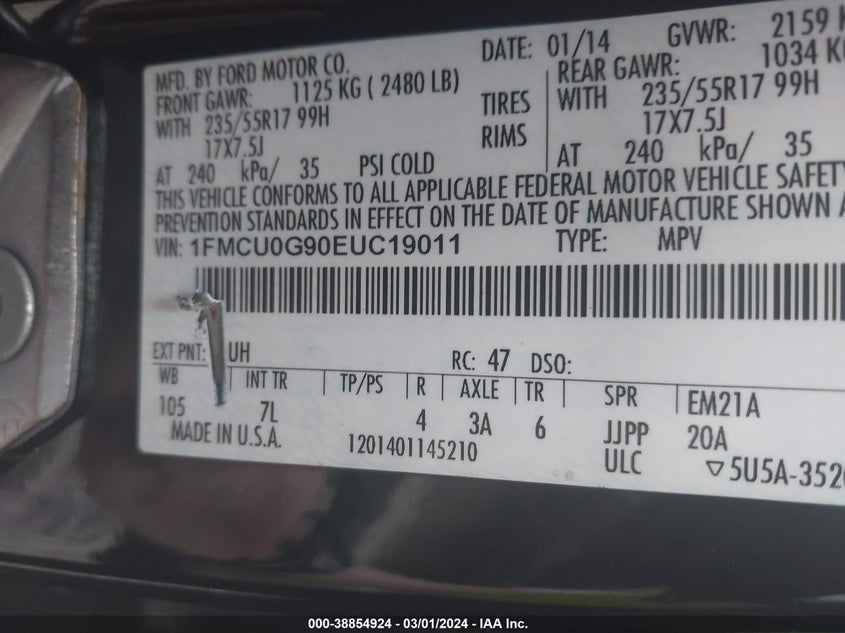 MFD. BY FORD MOTOR CO.
DATE: 01/14 GVWR: 2159 K
FRONT GAWR: 1125 KG ( 2480 LB)
REAR GAWR: 1034 KG
WITH 235/55R17 99H TIRES WITH 235/55R17 99H
17X7.5J RIMS 17X7.5J
AT 240 kPa/ 35 PSI COLD AT 240 kPa/ 35
THIS VEHICLE CONFORMS TO ALL APPLICABLE FEDERAL MOTOR VEHICLE SAFETY
PREVENTION STANDARDS IN EFFECT ON THE DATE OF MANUFACTURE SHOWN A
VIN: 1FMCU0G90EUC19011 TYPE: MPV
EXT PNT: UH RC: 47 DSO:
WB INT TR TP/PS R AXLE TR SPR EM21A
105 7L 4 3A 6 JJPP 20A
MADE IN U.S.A. 1201401145210 ULC ▽5U5A-3520
000-38854924 - 03/01/2024 - IAA Inc.